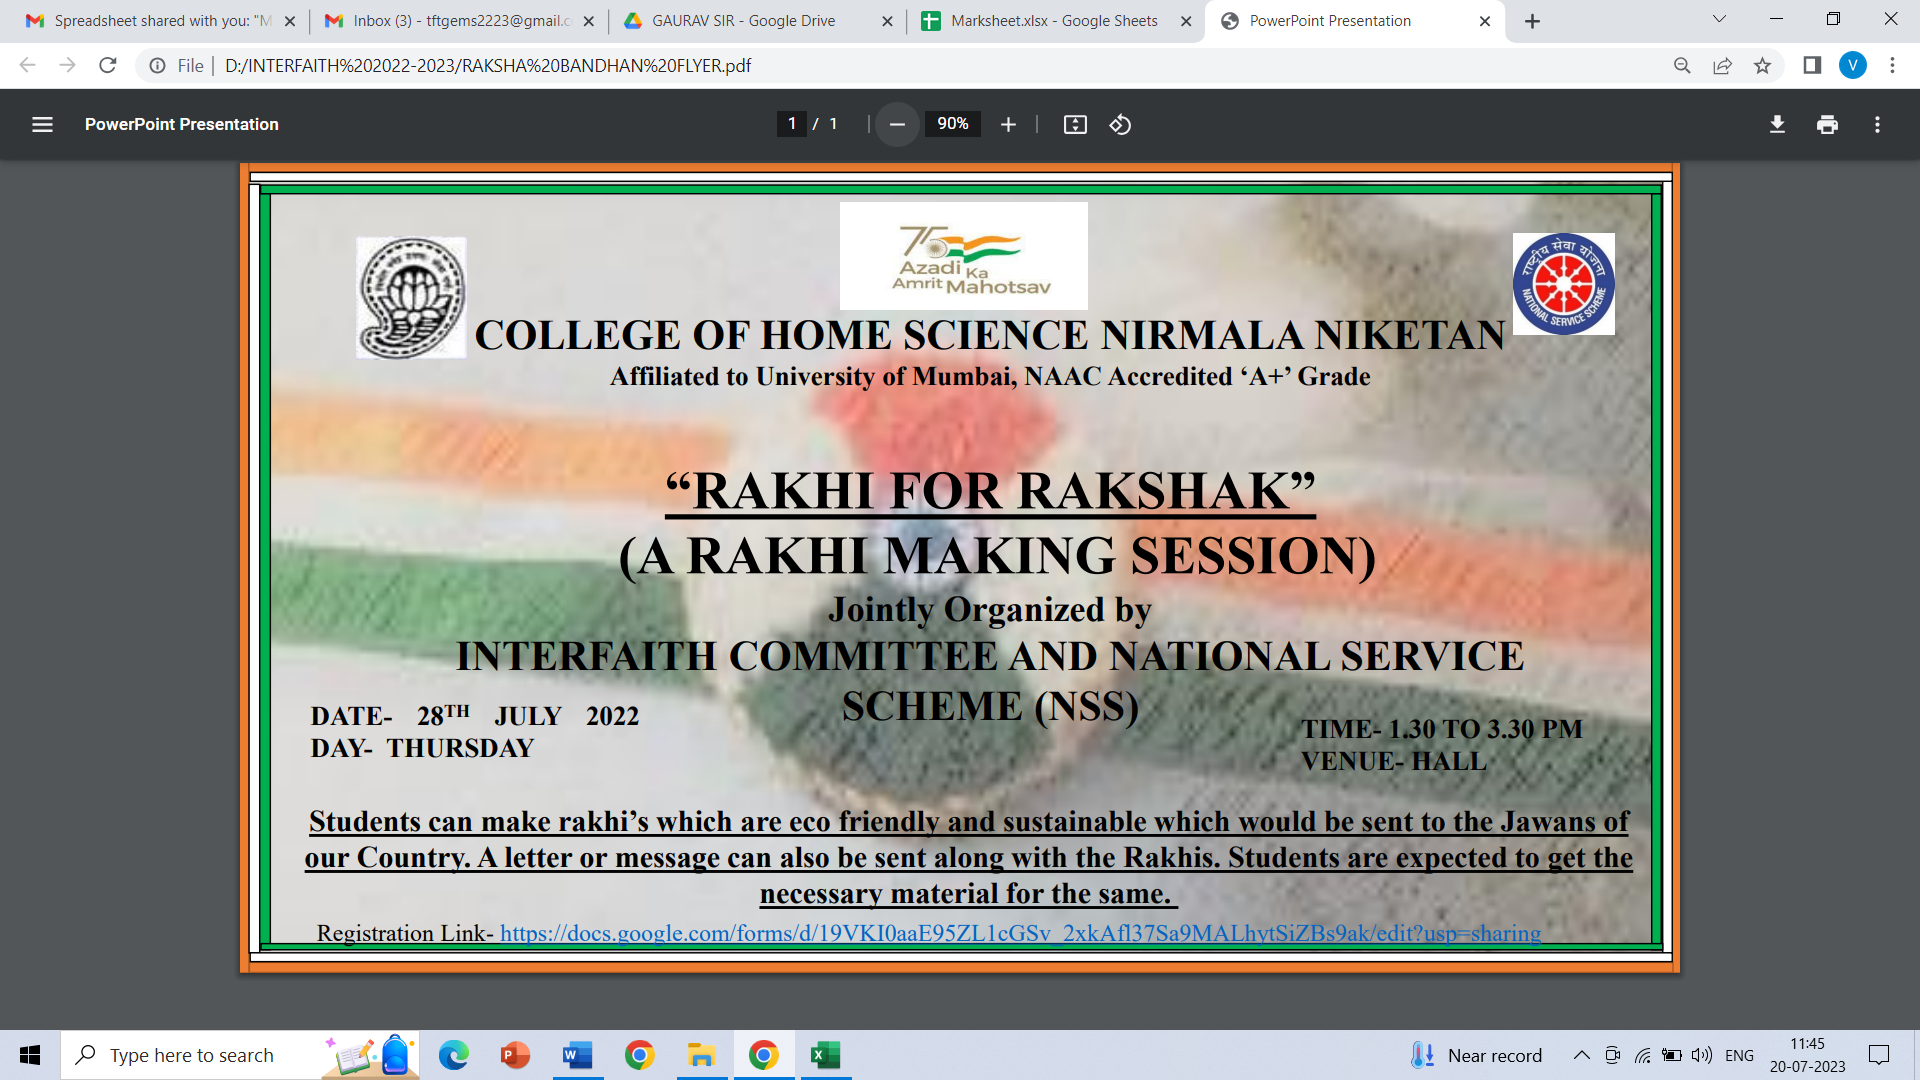 Spreadsheet shared with you: "M
Inbox (3) - tftgems2223@gmail.c
GAURAV SIR - Google Drive
Marksheet.xlsx - Google Sheets
PowerPoint Presentation
File
D:/INTERFAITH%202022-2023/RAKSHA%20BANDHAN%20FLYER.pdf
V
PowerPoint Presentation
1 / 1
90%
75
Azadi Ka
Amrit Mahotsav
राष्ट्रीय सेवा योजना
NATIONAL SERVICE SCHEME
COLLEGE OF HOME SCIENCE NIRMALA NIKETAN
Affiliated to University of Mumbai, NAAC Accredited ‘A+’ Grade
“RAKHI FOR RAKSHAK”
(A RAKHI MAKING SESSION)
Jointly Organized by
INTERFAITH COMMITTEE AND NATIONAL SERVICE
SCHEME (NSS)
DATE- 28TH JULY 2022
DAY- THURSDAY
TIME- 1.30 TO 3.30 PM
VENUE- HALL
Students can make rakhi’s which are eco friendly and sustainable which would be sent to the Jawans of
our Country. A letter or message can also be sent along with the Rakhis. Students are expected to get the
necessary material for the same.
Registration Link- https://docs.google.com/forms/d/19VKI0aaE95ZL1cGSv_2xkAfl37Sa9MALhytSiZBs9ak/edit?usp=sharing
Type here to search
Near record
ENG
11:45
20-07-2023